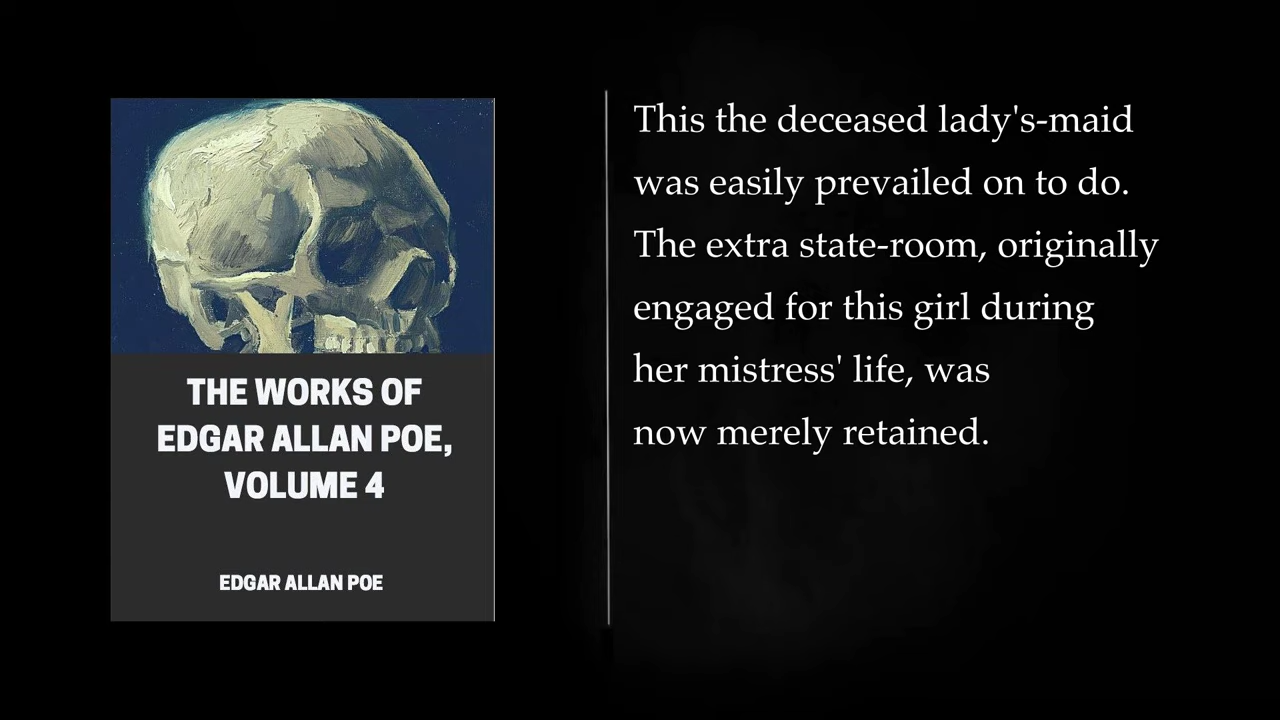 THE WORKS OF
EDGAR ALLAN POE,
VOLUME 4
EDGAR ALLAN POE
This the deceased lady's-maid
was easily prevailed on to do.
The extra state-room, originally
engaged for this girl during
her mistress' life, was
now merely retained.